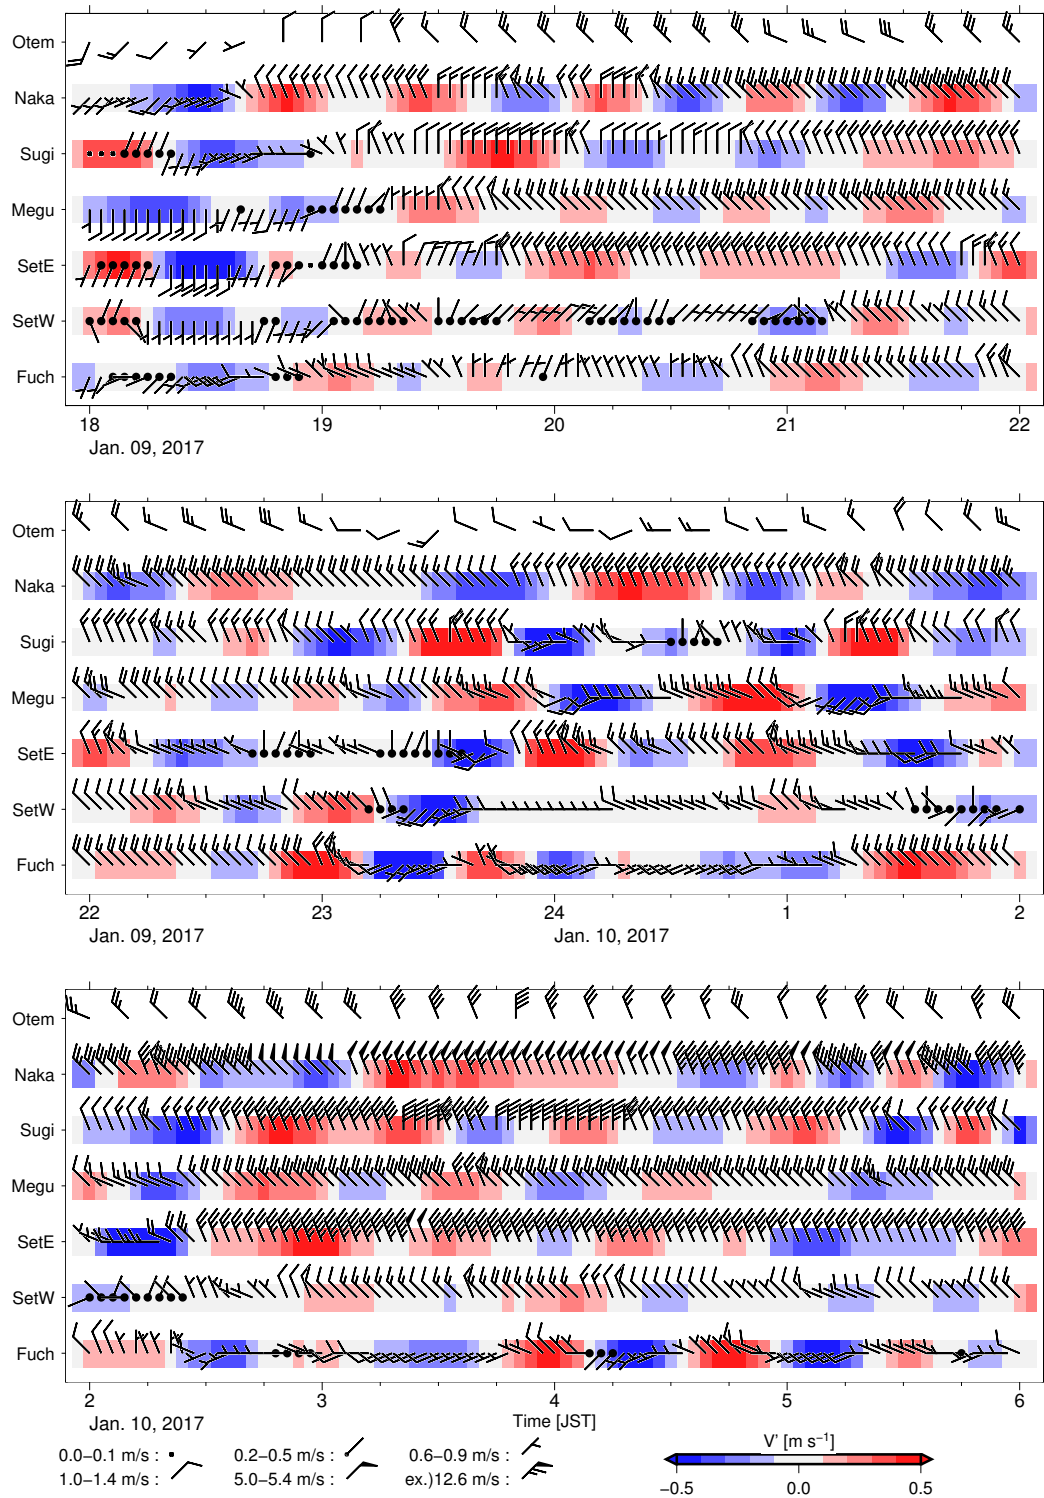 Otem
Naka
Sugi
Megu
SetE
SetW
Fuch
18 19 20 21 22
Jan. 09, 2017
Otem
Naka
Sugi
Megu
SetE
SetW
Fuch
22 23 24 1 2
Jan. 09, 2017 Jan. 10, 2017
Otem
Naka
Sugi
Megu
SetE
SetW
Fuch
2 3 4 5 6
Jan. 10, 2017 Time [JST]
0.0−0.1 m/s : 0.2−0.5 m/s : 0.6−0.9 m/s :
1.0−1.4 m/s : 5.0−5.4 m/s : ex.)12.6 m/s :
V' [m s⁻¹]
−0.5 0.0 0.5